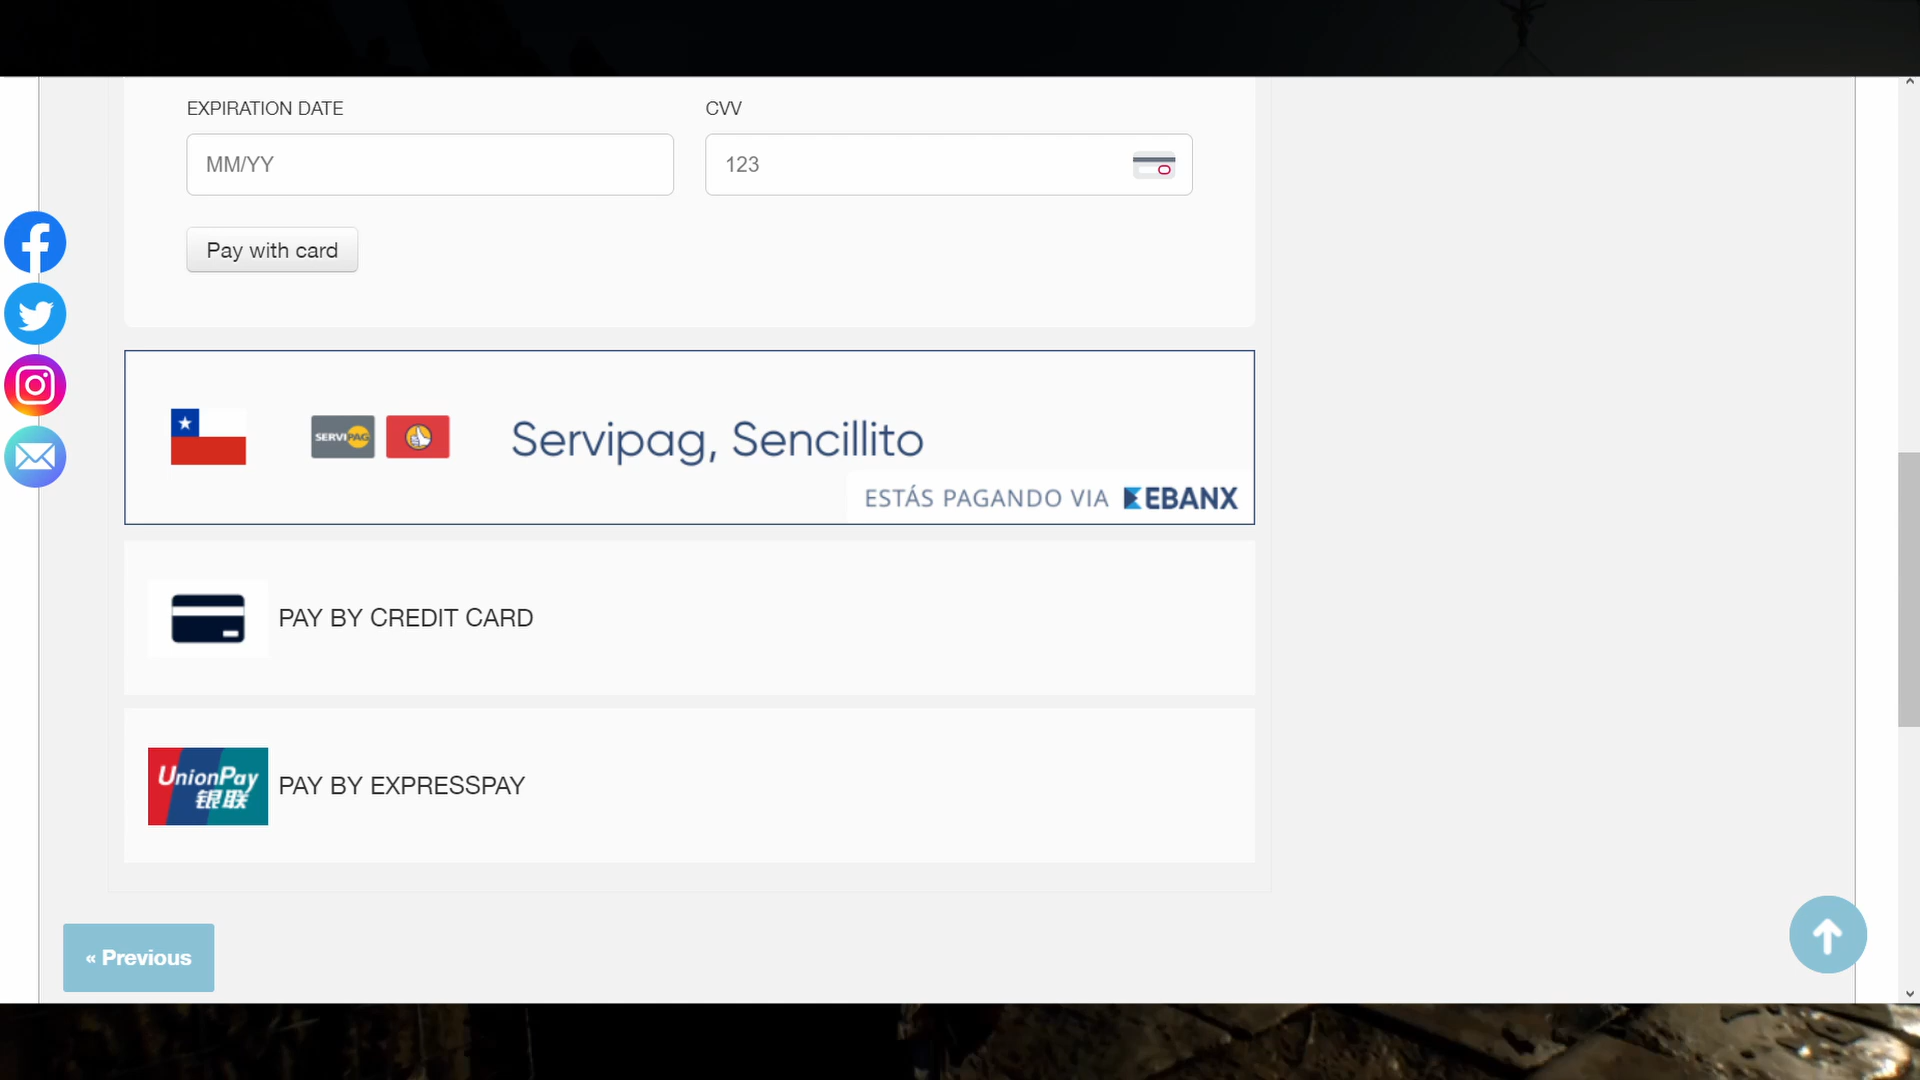 EXPIRATION DATE
CVV
MM/YY
123
Pay with card
SERVIPAG
Servipag, Sencillito
ESTÁS PAGANDO VIA EBANX
PAY BY CREDIT CARD
UnionPay
银联
PAY BY EXPRESSPAY
« Previous